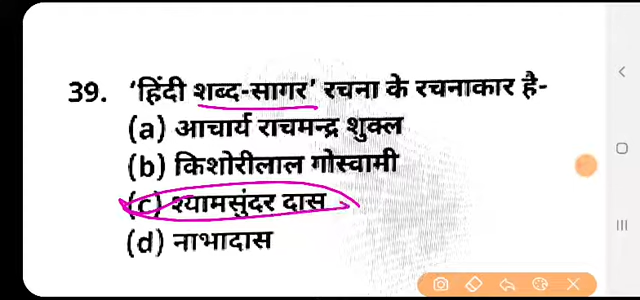 39. ‘हिंदी शब्द-सागर’ रचना के रचनाकार है-
(a) आचार्य राचमन्द्र शुक्ल
(b) किशोरीलाल गोस्वामी
(c) श्यामसुंदर दास
(d) नाभादास